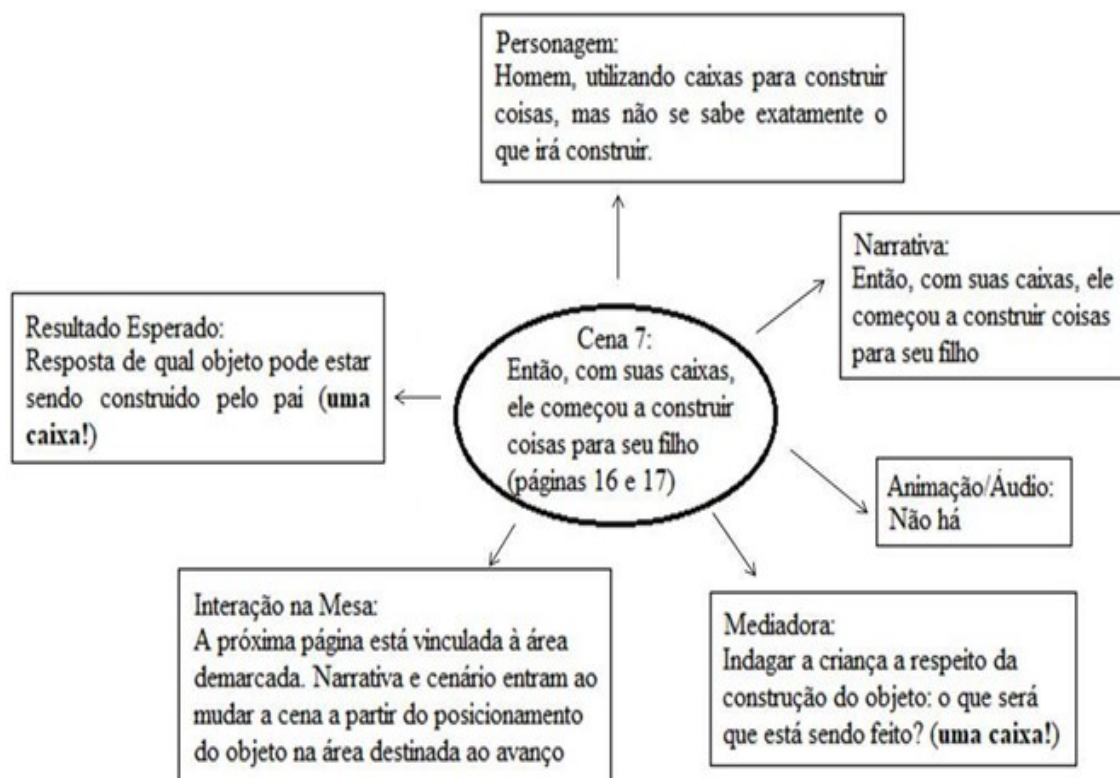 Personagem:
Homem, utilizando caixas para construir
coisas, mas não se sabe exatamente o
que irá construir.
Narrativa:
Então, com suas caixas, ele
começou a construir coisas
para seu filho
Resultado Esperado:
Resposta de qual objeto pode estar
sendo construido pelo pai (uma
caixa!)
Cena 7:
Então, com suas caixas,
ele começou a construir
coisas para seu filho
(páginas 16 e 17)
Animação/Áudio:
Não há
Interação na Mesa:
A próxima página está vinculada à área
demarcada. Narrativa e cenário entram ao
mudar a cena a partir do posicionamento
do objeto na área destinada ao avanço
Mediadora:
Indagar a criança a respeito da
construção do objeto: o que será
que está sendo feito? (uma caixa!)